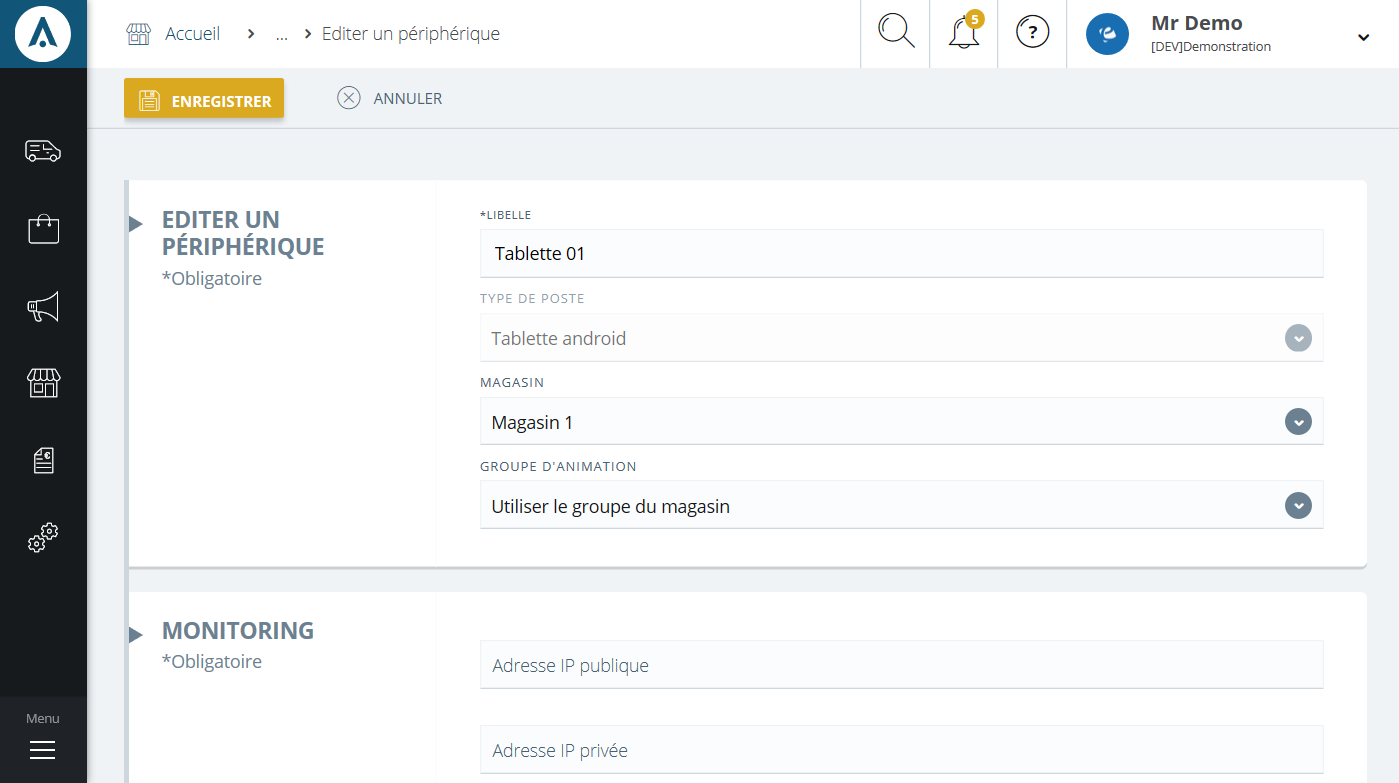 Accueil > ... > Editer un périphérique
5
?
Mr Demo
[DEV]Demonstration
ENREGISTRER
ANNULER
EDITER UN
PÉRIPHÉRIQUE
*Obligatoire
*LIBELLE
Tablette 01
TYPE DE POSTE
Tablette android
MAGASIN
Magasin 1
GROUPE D'ANIMATION
Utiliser le groupe du magasin
MONITORING
*Obligatoire
Adresse IP publique
Adresse IP privée
Menu